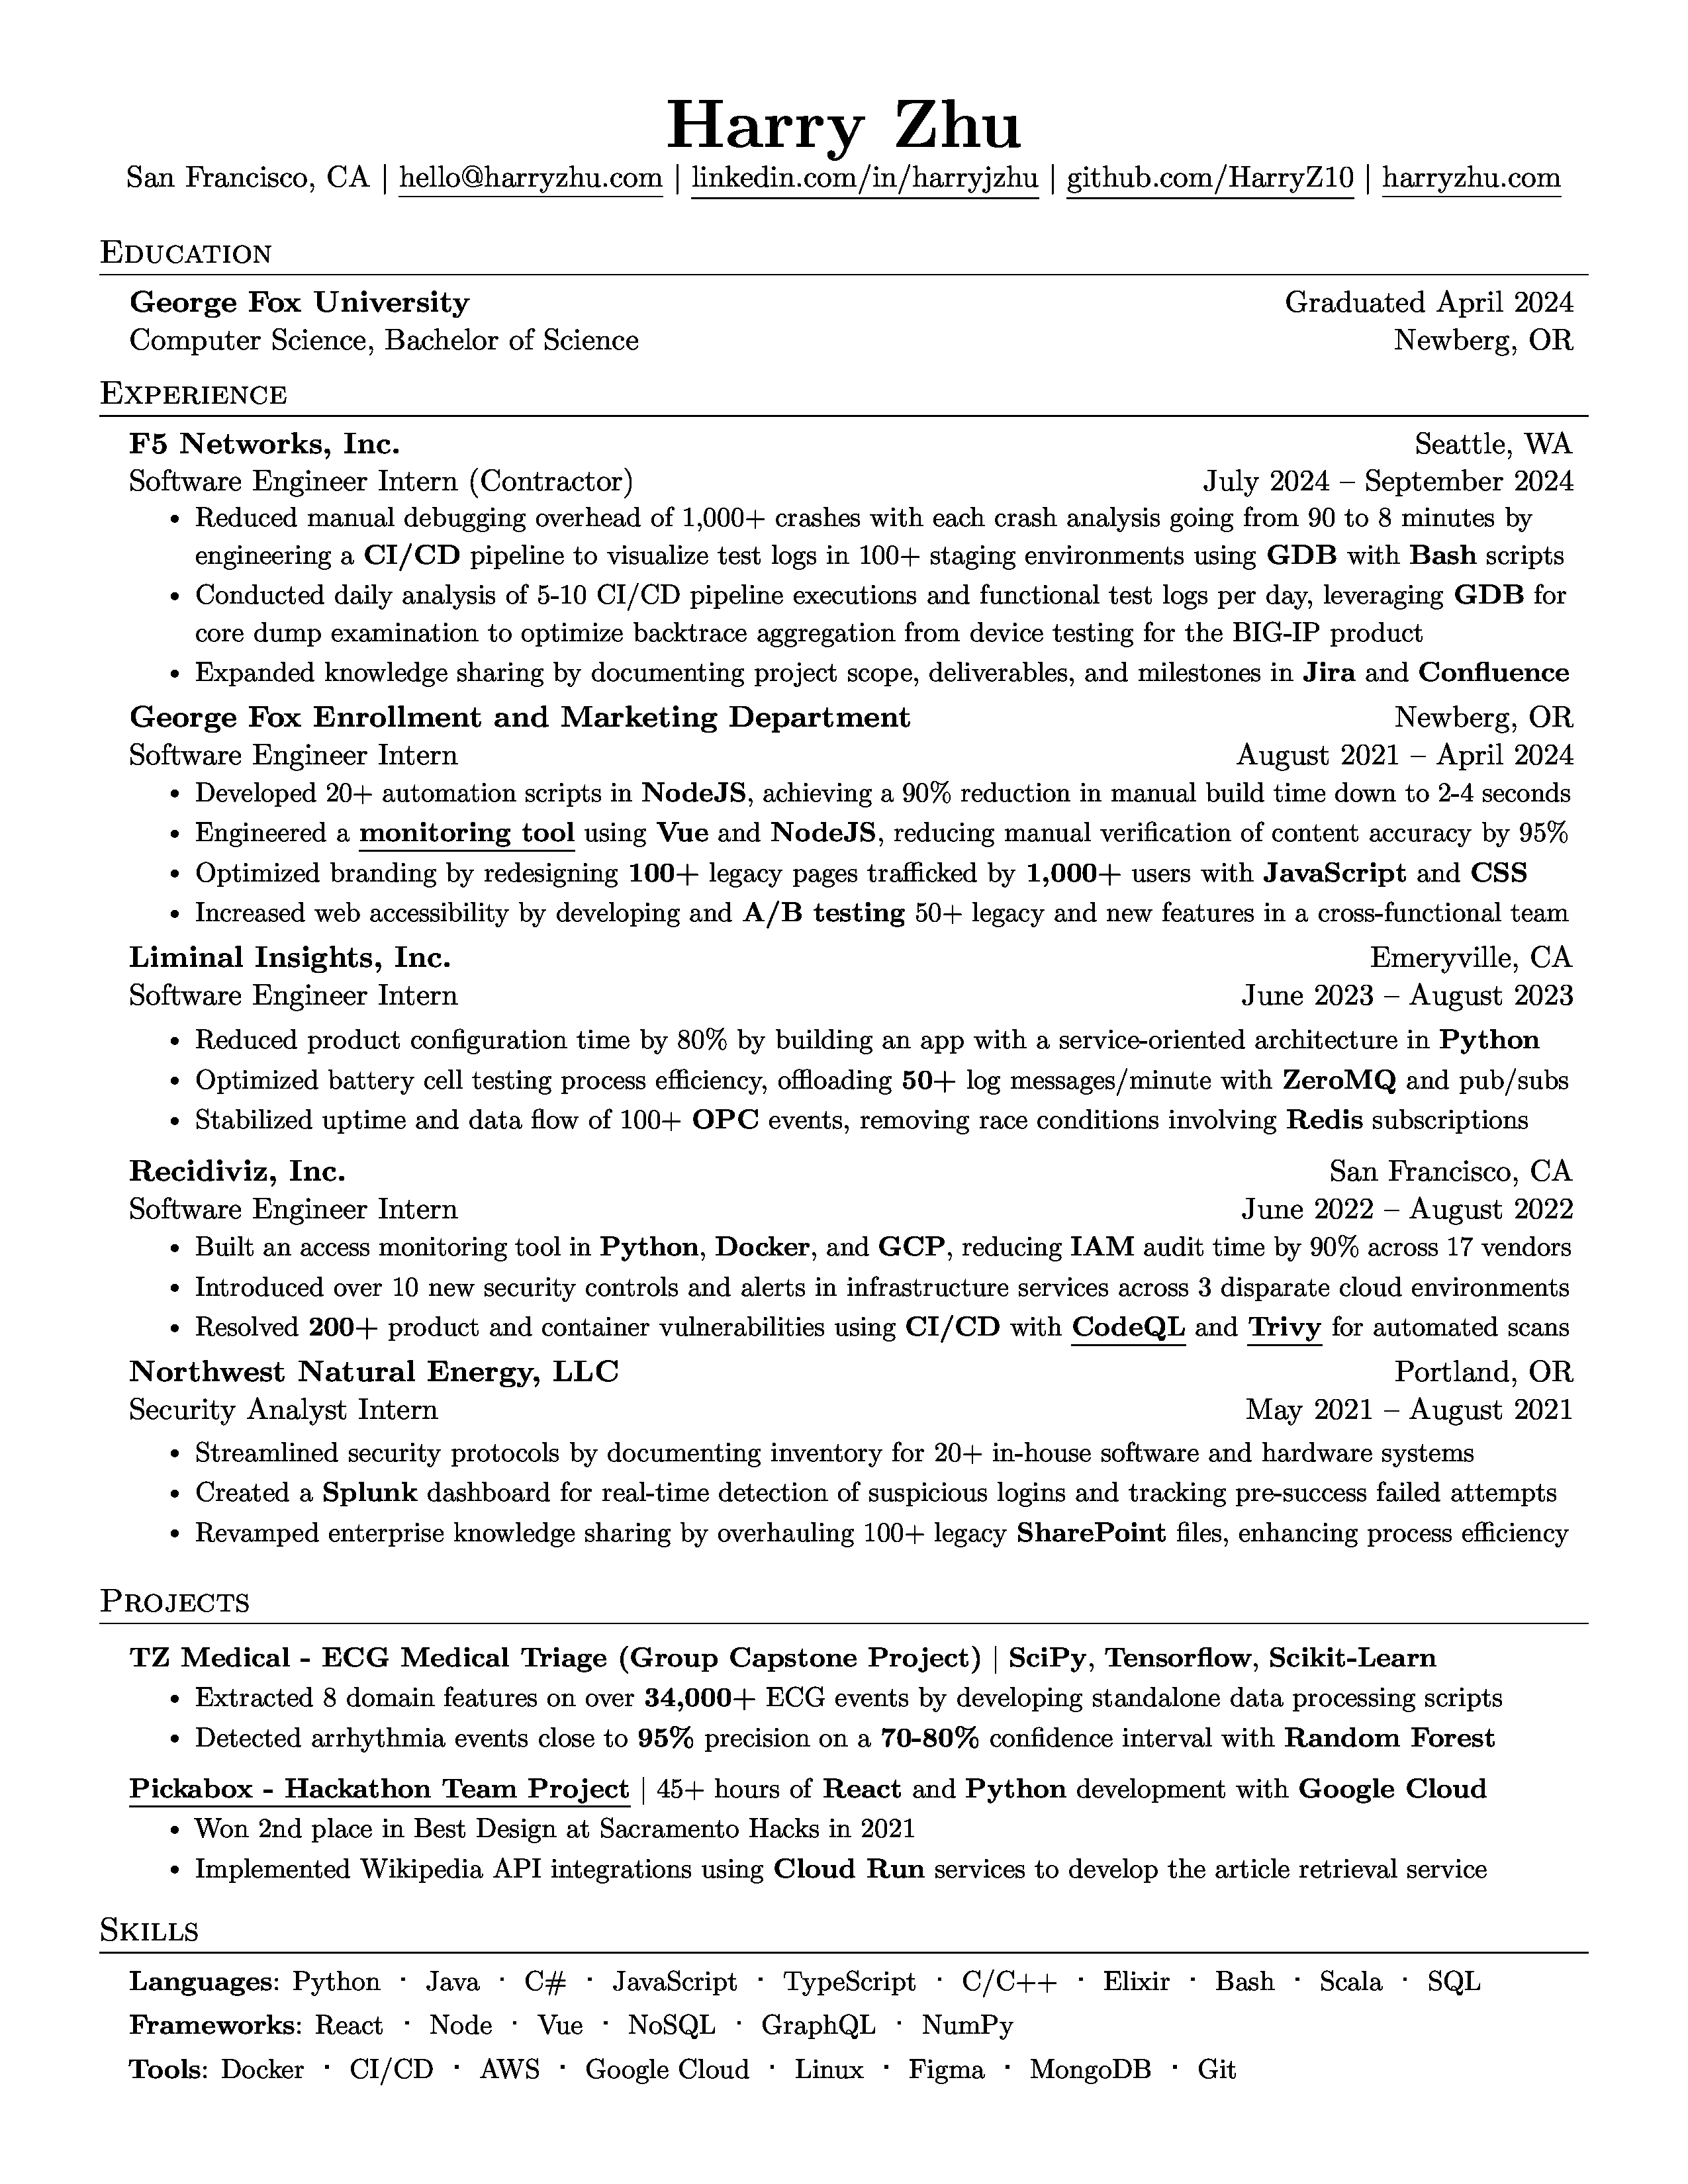 Harry Zhu
San Francisco, CA | hello@harryzhu.com | linkedin.com/in/harryjzhu | github.com/HarryZ10 | harryzhu.com
Education
George Fox University Graduated April 2024
Computer Science, Bachelor of Science Newberg, OR
Experience
F5 Networks, Inc. Seattle, WA
Software Engineer Intern (Contractor) July 2024 – September 2024
• Reduced manual debugging overhead of 1,000+ crashes with each crash analysis going from 90 to 8 minutes by
engineering a CI/CD pipeline to visualize test logs in 100+ staging environments using GDB with Bash scripts
• Conducted daily analysis of 5-10 CI/CD pipeline executions and functional test logs per day, leveraging GDB for
core dump examination to optimize backtrace aggregation from device testing for the BIG-IP product
• Expanded knowledge sharing by documenting project scope, deliverables, and milestones in Jira and Confluence
George Fox Enrollment and Marketing Department Newberg, OR
Software Engineer Intern August 2021 – April 2024
• Developed 20+ automation scripts in NodeJS, achieving a 90% reduction in manual build time down to 2-4 seconds
• Engineered a monitoring tool using Vue and NodeJS, reducing manual verification of content accuracy by 95%
• Optimized branding by redesigning 100+ legacy pages trafficked by 1,000+ users with JavaScript and CSS
• Increased web accessibility by developing and A/B testing 50+ legacy and new features in a cross-functional team
Liminal Insights, Inc. Emeryville, CA
Software Engineer Intern June 2023 – August 2023
• Reduced product configuration time by 80% by building an app with a service-oriented architecture in Python
• Optimized battery cell testing process efficiency, offloading 50+ log messages/minute with ZeroMQ and pub/subs
• Stabilized uptime and data flow of 100+ OPC events, removing race conditions involving Redis subscriptions
Recidiviz, Inc. San Francisco, CA
Software Engineer Intern June 2022 – August 2022
• Built an access monitoring tool in Python, Docker, and GCP, reducing IAM audit time by 90% across 17 vendors
• Introduced over 10 new security controls and alerts in infrastructure services across 3 disparate cloud environments
• Resolved 200+ product and container vulnerabilities using CI/CD with CodeQL and Trivy for automated scans
Northwest Natural Energy, LLC Portland, OR
Security Analyst Intern May 2021 – August 2021
• Streamlined security protocols by documenting inventory for 20+ in-house software and hardware systems
• Created a Splunk dashboard for real-time detection of suspicious logins and tracking pre-success failed attempts
• Revamped enterprise knowledge sharing by overhauling 100+ legacy SharePoint files, enhancing process efficiency
Projects
TZ Medical - ECG Medical Triage (Group Capstone Project) | SciPy, Tensorflow, Scikit-Learn
• Extracted 8 domain features on over 34,000+ ECG events by developing standalone data processing scripts
• Detected arrhythmia events close to 95% precision on a 70-80% confidence interval with Random Forest
Pickabox - Hackathon Team Project | 45+ hours of React and Python development with Google Cloud
• Won 2nd place in Best Design at Sacramento Hacks in 2021
• Implemented Wikipedia API integrations using Cloud Run services to develop the article retrieval service
Skills
Languages: Python · Java · C# · JavaScript · TypeScript · C/C++ · Elixir · Bash · Scala · SQL
Frameworks: React · Node · Vue · NoSQL · GraphQL · NumPy
Tools: Docker · CI/CD · AWS · Google Cloud · Linux · Figma · MongoDB · Git